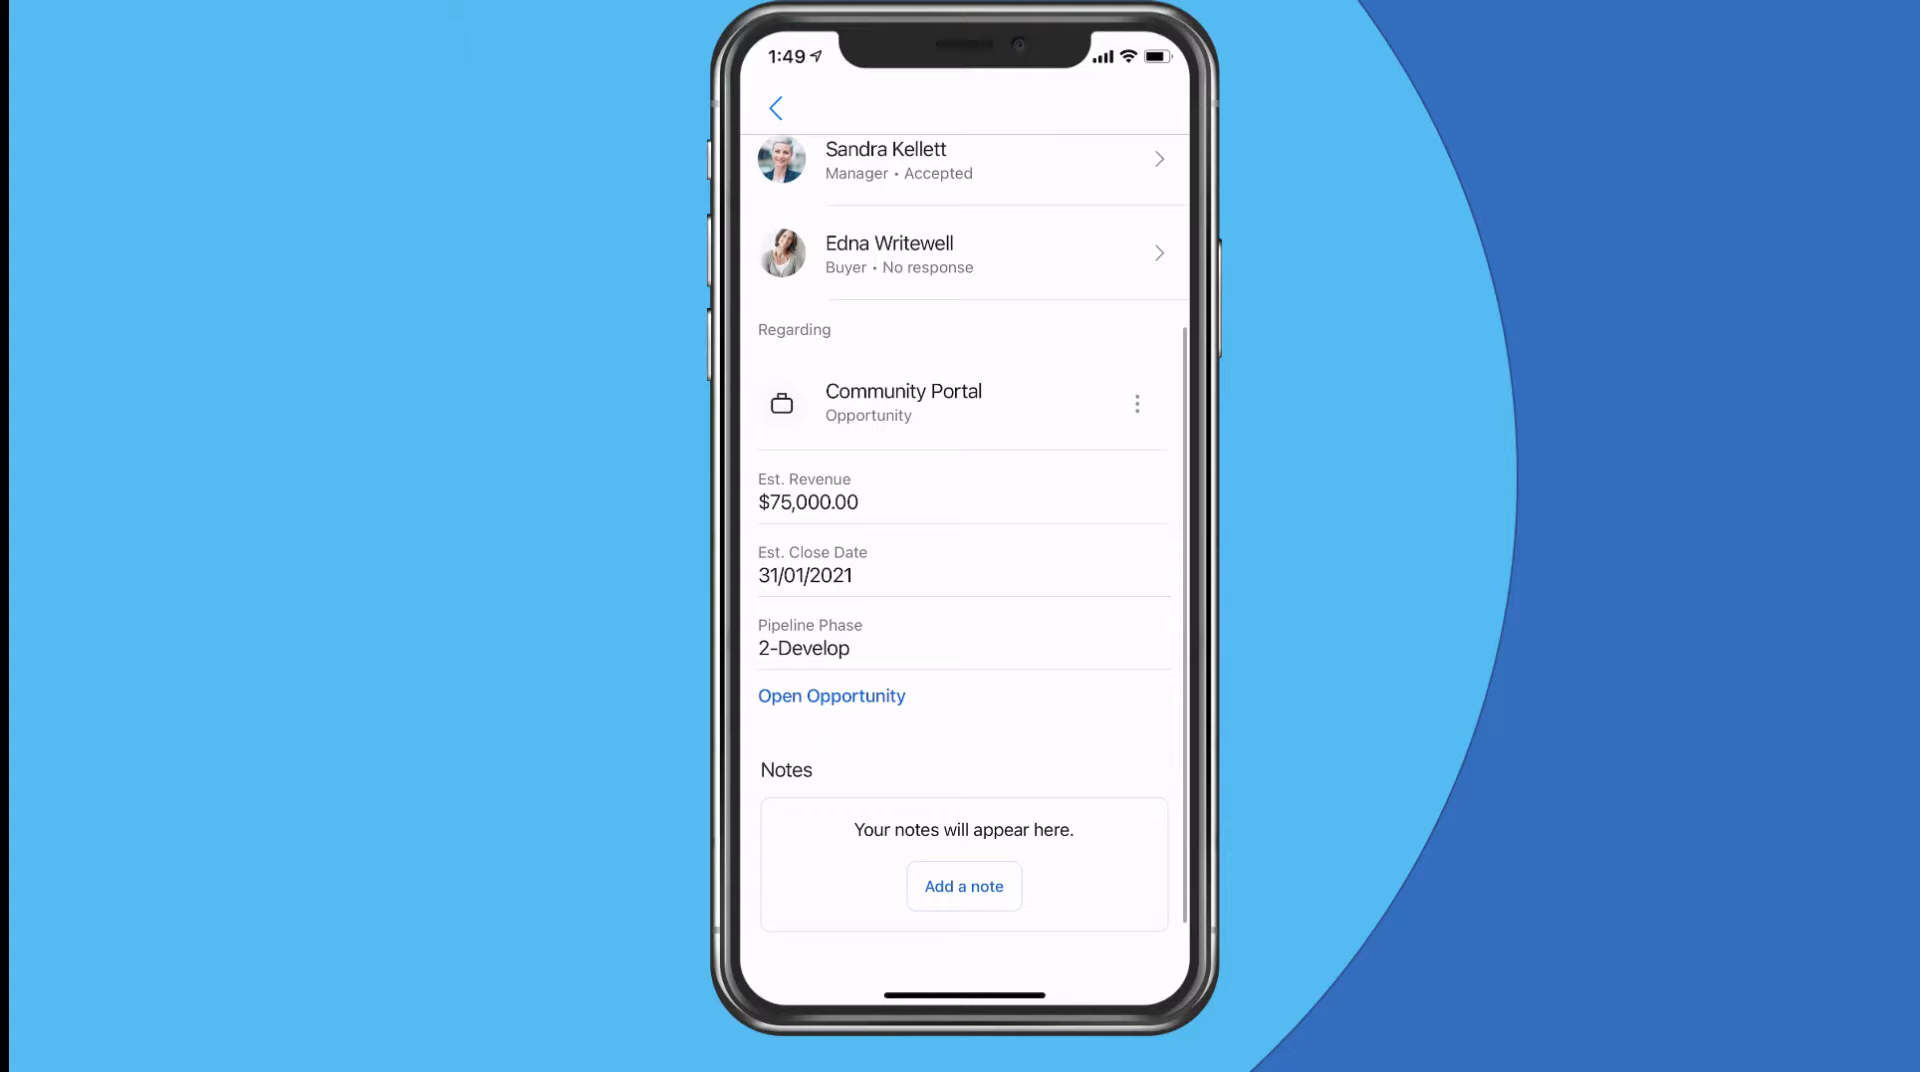 1:49
Sandra Kellett
Manager • Accepted
Edna Writewell
Buyer • No response
Regarding
Community Portal
Opportunity
Est. Revenue
$75,000.00
Est. Close Date
31/01/2021
Pipeline Phase
2-Develop
Open Opportunity
Notes
Your notes will appear here.
Add a note